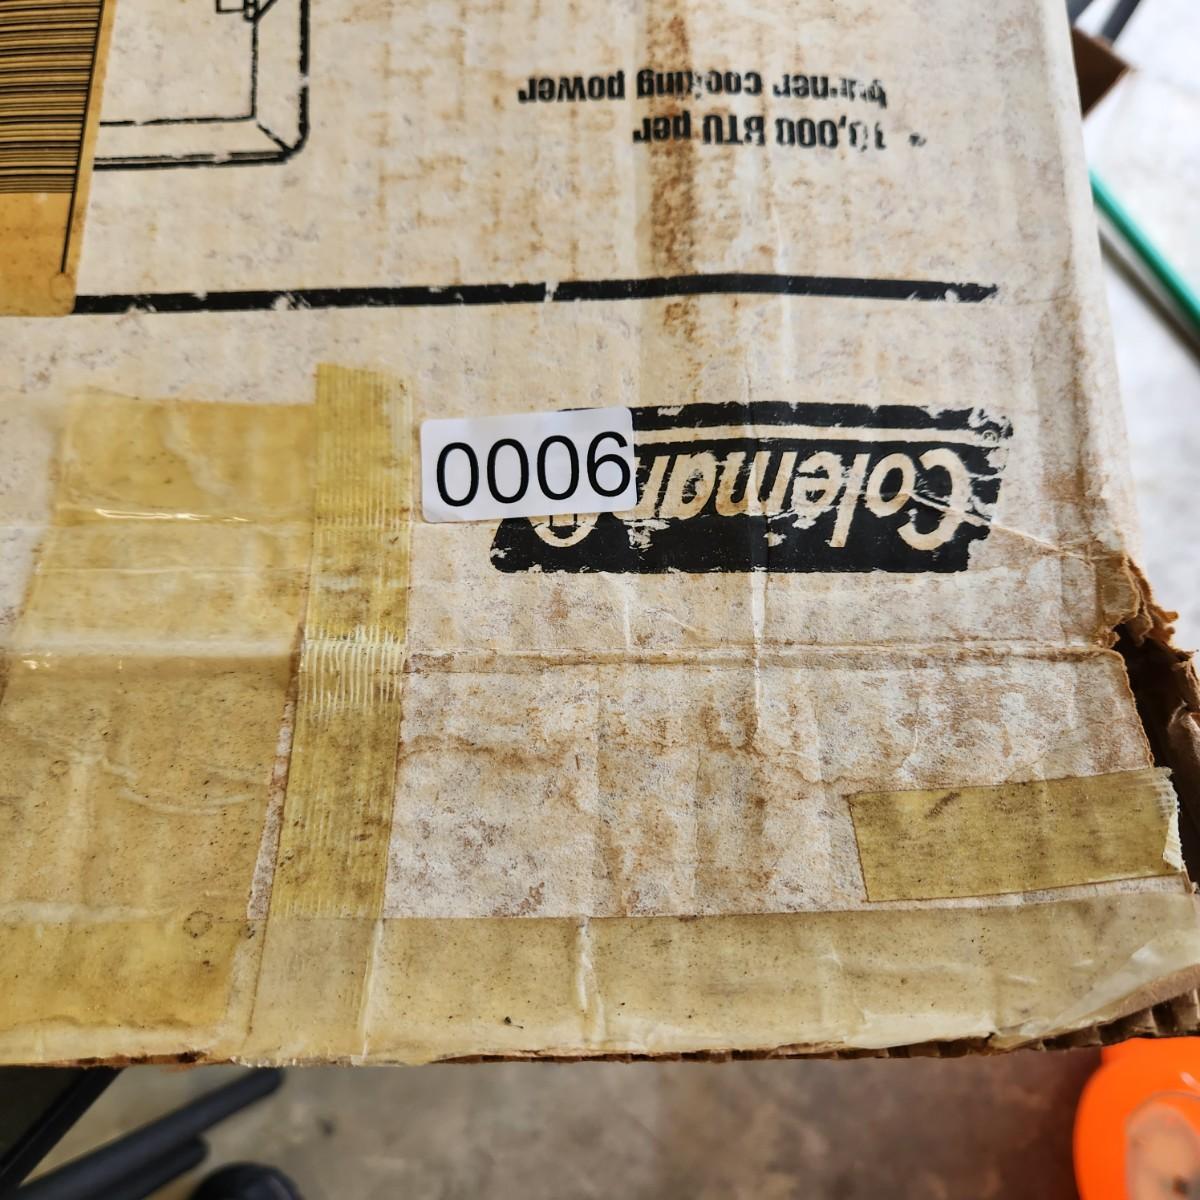 • 10,000 BTU per
burner cooking power
0006
Coleman®